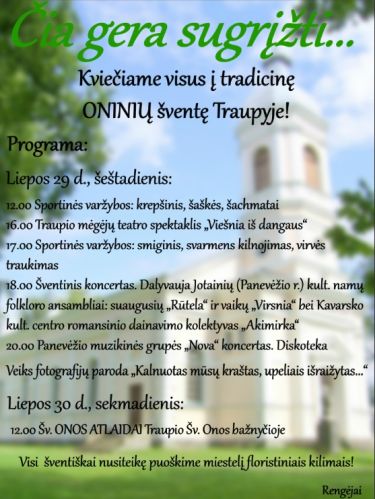 Čia gera sugrįžti...
Kviečiame visus į tradicinę
ONINIŲ šventę Traupyje!
Programa:
Liepos 29 d., šeštadienis:
12.00 Sportinės varžybos: krepšinis, šaškės, šachmatai
16.00 Traupio mėgėjų teatro spektaklis „Viešnia iš dangaus“
17.00 Sportinės varžybos: smiginis, svarmens kilnojimas, virvės
traukimas
18.00 Šventinis koncertas. Dalyvauja Jotainių (Panevėžio r.) kult. namų
folkloro ansambliai: suaugusių „Rūtela“ ir vaikų „Virsnia“ bei Kavarsko
kult. centro romansinio dainavimo kolektyvas „Akimirka“
20.00 Panevėžio muzikinės grupės „Nova“ koncertas. Diskoteka
Veiks fotografijų paroda „Kalnuotas mūsų kraštas, upeliais išraižytas...“
Liepos 30 d., sekmadienis:
12.00 Šv. ONOS ATLAIDAI Traupio Šv. Onos bažnyčioje
Visi šventiškai nusiteikę puoškime miestelį floristiniais kilimais!
Rengėjai